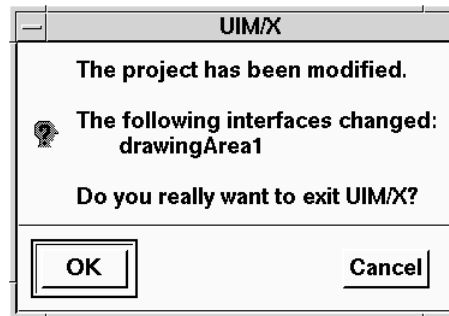 UIM/X
The project has been modified.
The following interfaces changed:
drawingArea1
Do you really want to exit UIM/X?
OK
Cancel